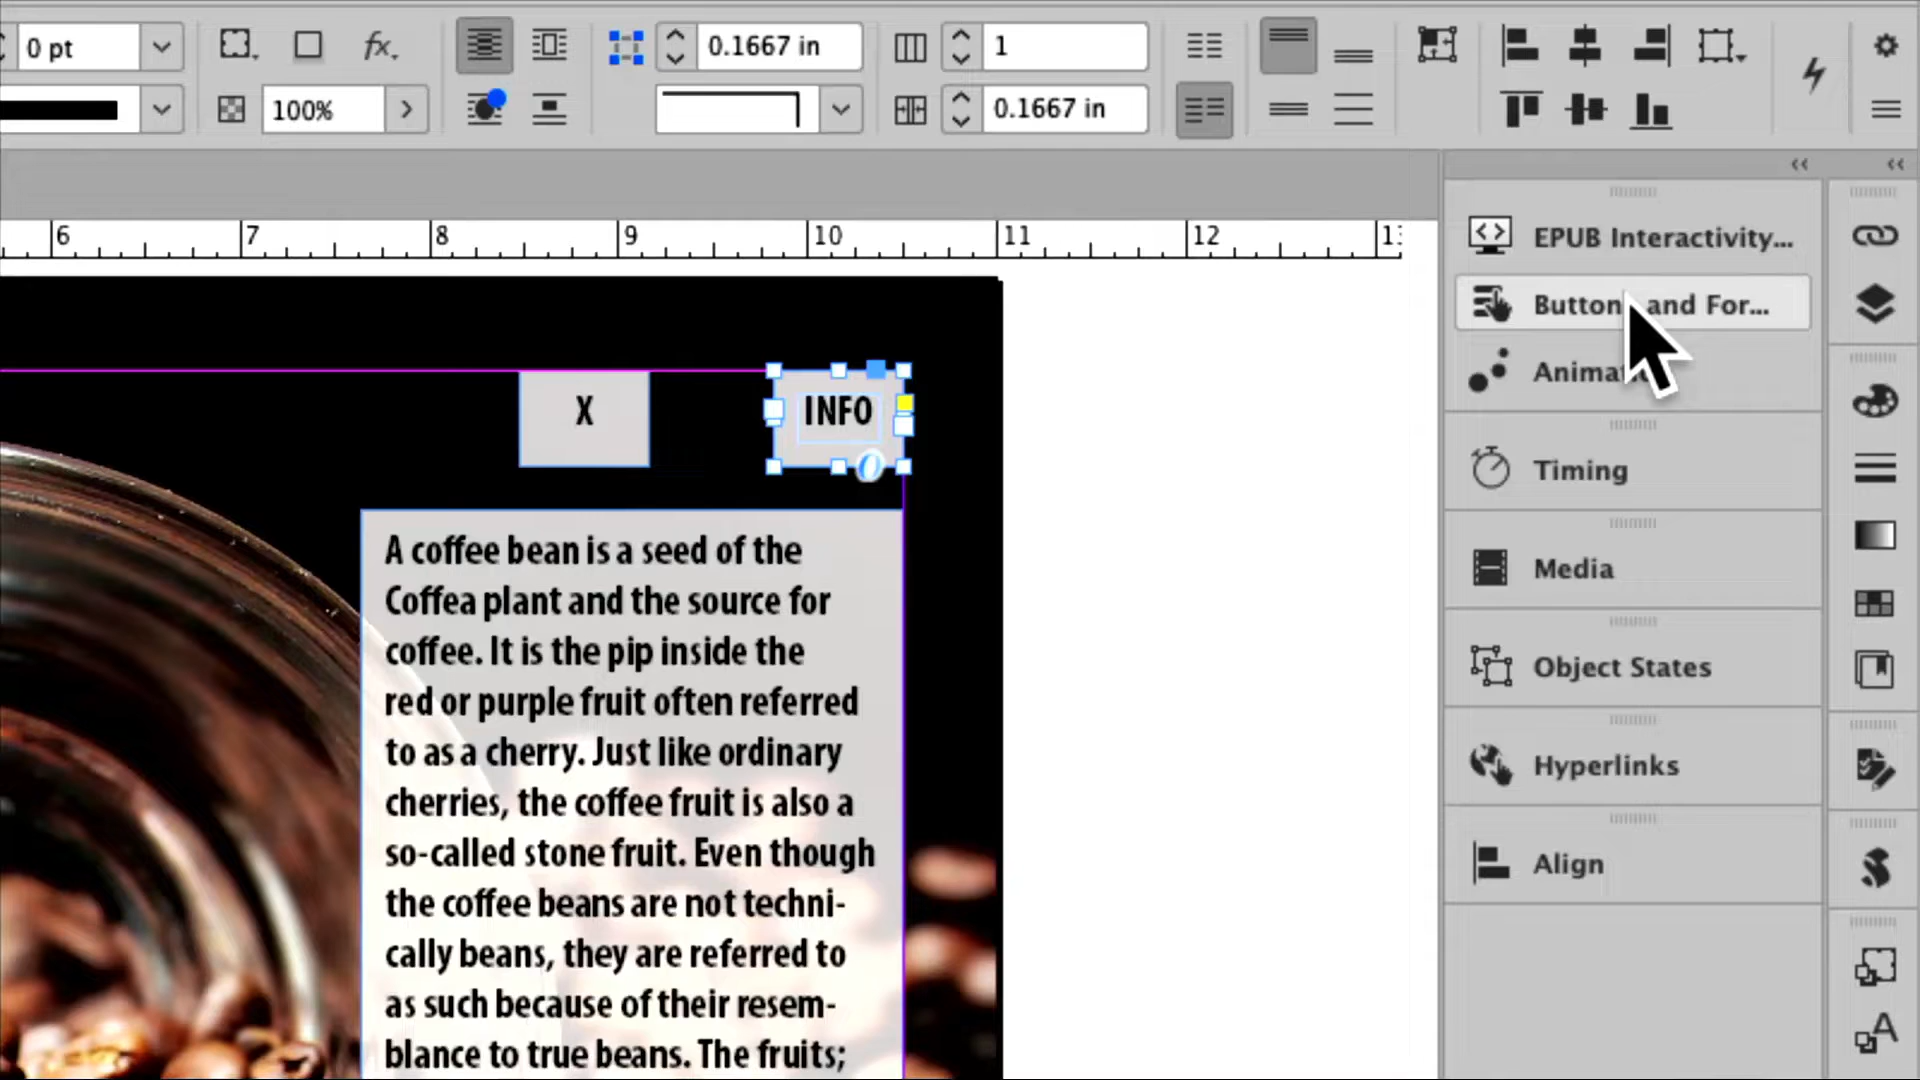 0 pt
fx
0.1667 in
1
100%
0.1667 in
6 7 8 9 10 11 12
EPUB Interactivity...
Button and For...
Animati
Timing
Media
Object States
Hyperlinks
Align
X
INFO
A coffee bean is a seed of the
Coffea plant and the source for
coffee. It is the pip inside the
red or purple fruit often referred
to as a cherry. Just like ordinary
cherries, the coffee fruit is also a
so-called stone fruit. Even though
the coffee beans are not techni-
cally beans, they are referred to
as such because of their resem-
blance to true beans. The fruits;